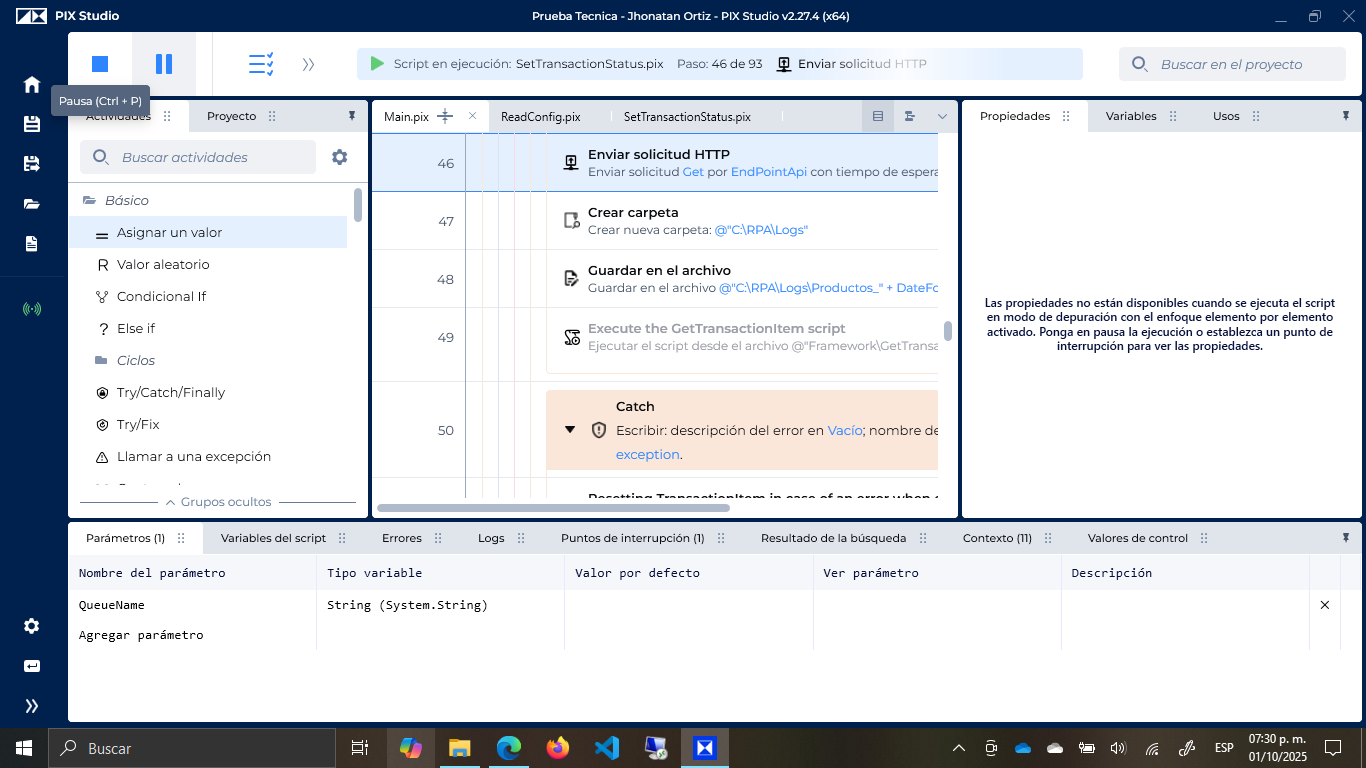 PIX Studio
Prueba Tecnica - Jhonatan Ortiz - PIX Studio v2.27.4 (x64)
Script en ejecución: SetTransactionStatus.pix Paso: 46 de 93 Enviar solicitud HTTP
Buscar en el proyecto
Pausa (Ctrl + P)
Actividades
Proyecto
Buscar actividades
Básico
Asignar un valor
Valor aleatorio
Condicional If
Else if
Ciclos
Try/Catch/Finally
Try/Fix
Llamar a una excepción
Grupos ocultos
Main.pix
ReadConfig.pix
SetTransactionStatus.pix
46
Enviar solicitud HTTP
Enviar solicitud Get por EndPointApi con tiempo de espera
47
Crear carpeta
Crear nueva carpeta: @"C:\RPA\Logs"
48
Guardar en el archivo
Guardar en el archivo @"C:\RPA\Logs\Productos_" + DateFo
49
Execute the GetTransactionItem script
Ejecutar el script desde el archivo @"Framework\GetTransa
50
Catch
Escribir: descripción del error en Vacío; nombre de
exception.
Resetting TransactionItem in case of an error when
Propiedades
Variables
Usos
Las propiedades no están disponibles cuando se ejecuta el script
en modo de depuración con el enfoque elemento por elemento
activado. Ponga en pausa la ejecución o establezca un punto de
interrupción para ver las propiedades.
Parámetros (1)
Variables del script
Errores
Logs
Puntos de interrupción (1)
Resultado de la búsqueda
Contexto (11)
Valores de control
Nombre del parámetro
Tipo variable
Valor por defecto
Ver parámetro
Descripción
QueueName
String (System.String)
Agregar parámetro
Buscar
ESP
07:30 p. m.
01/10/2025